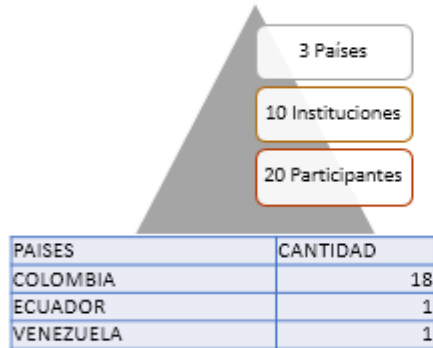 3 Países
10 Instituciones
20 Participantes
PAISES CANTIDAD
COLOMBIA 18
ECUADOR 1
VENEZUELA 1